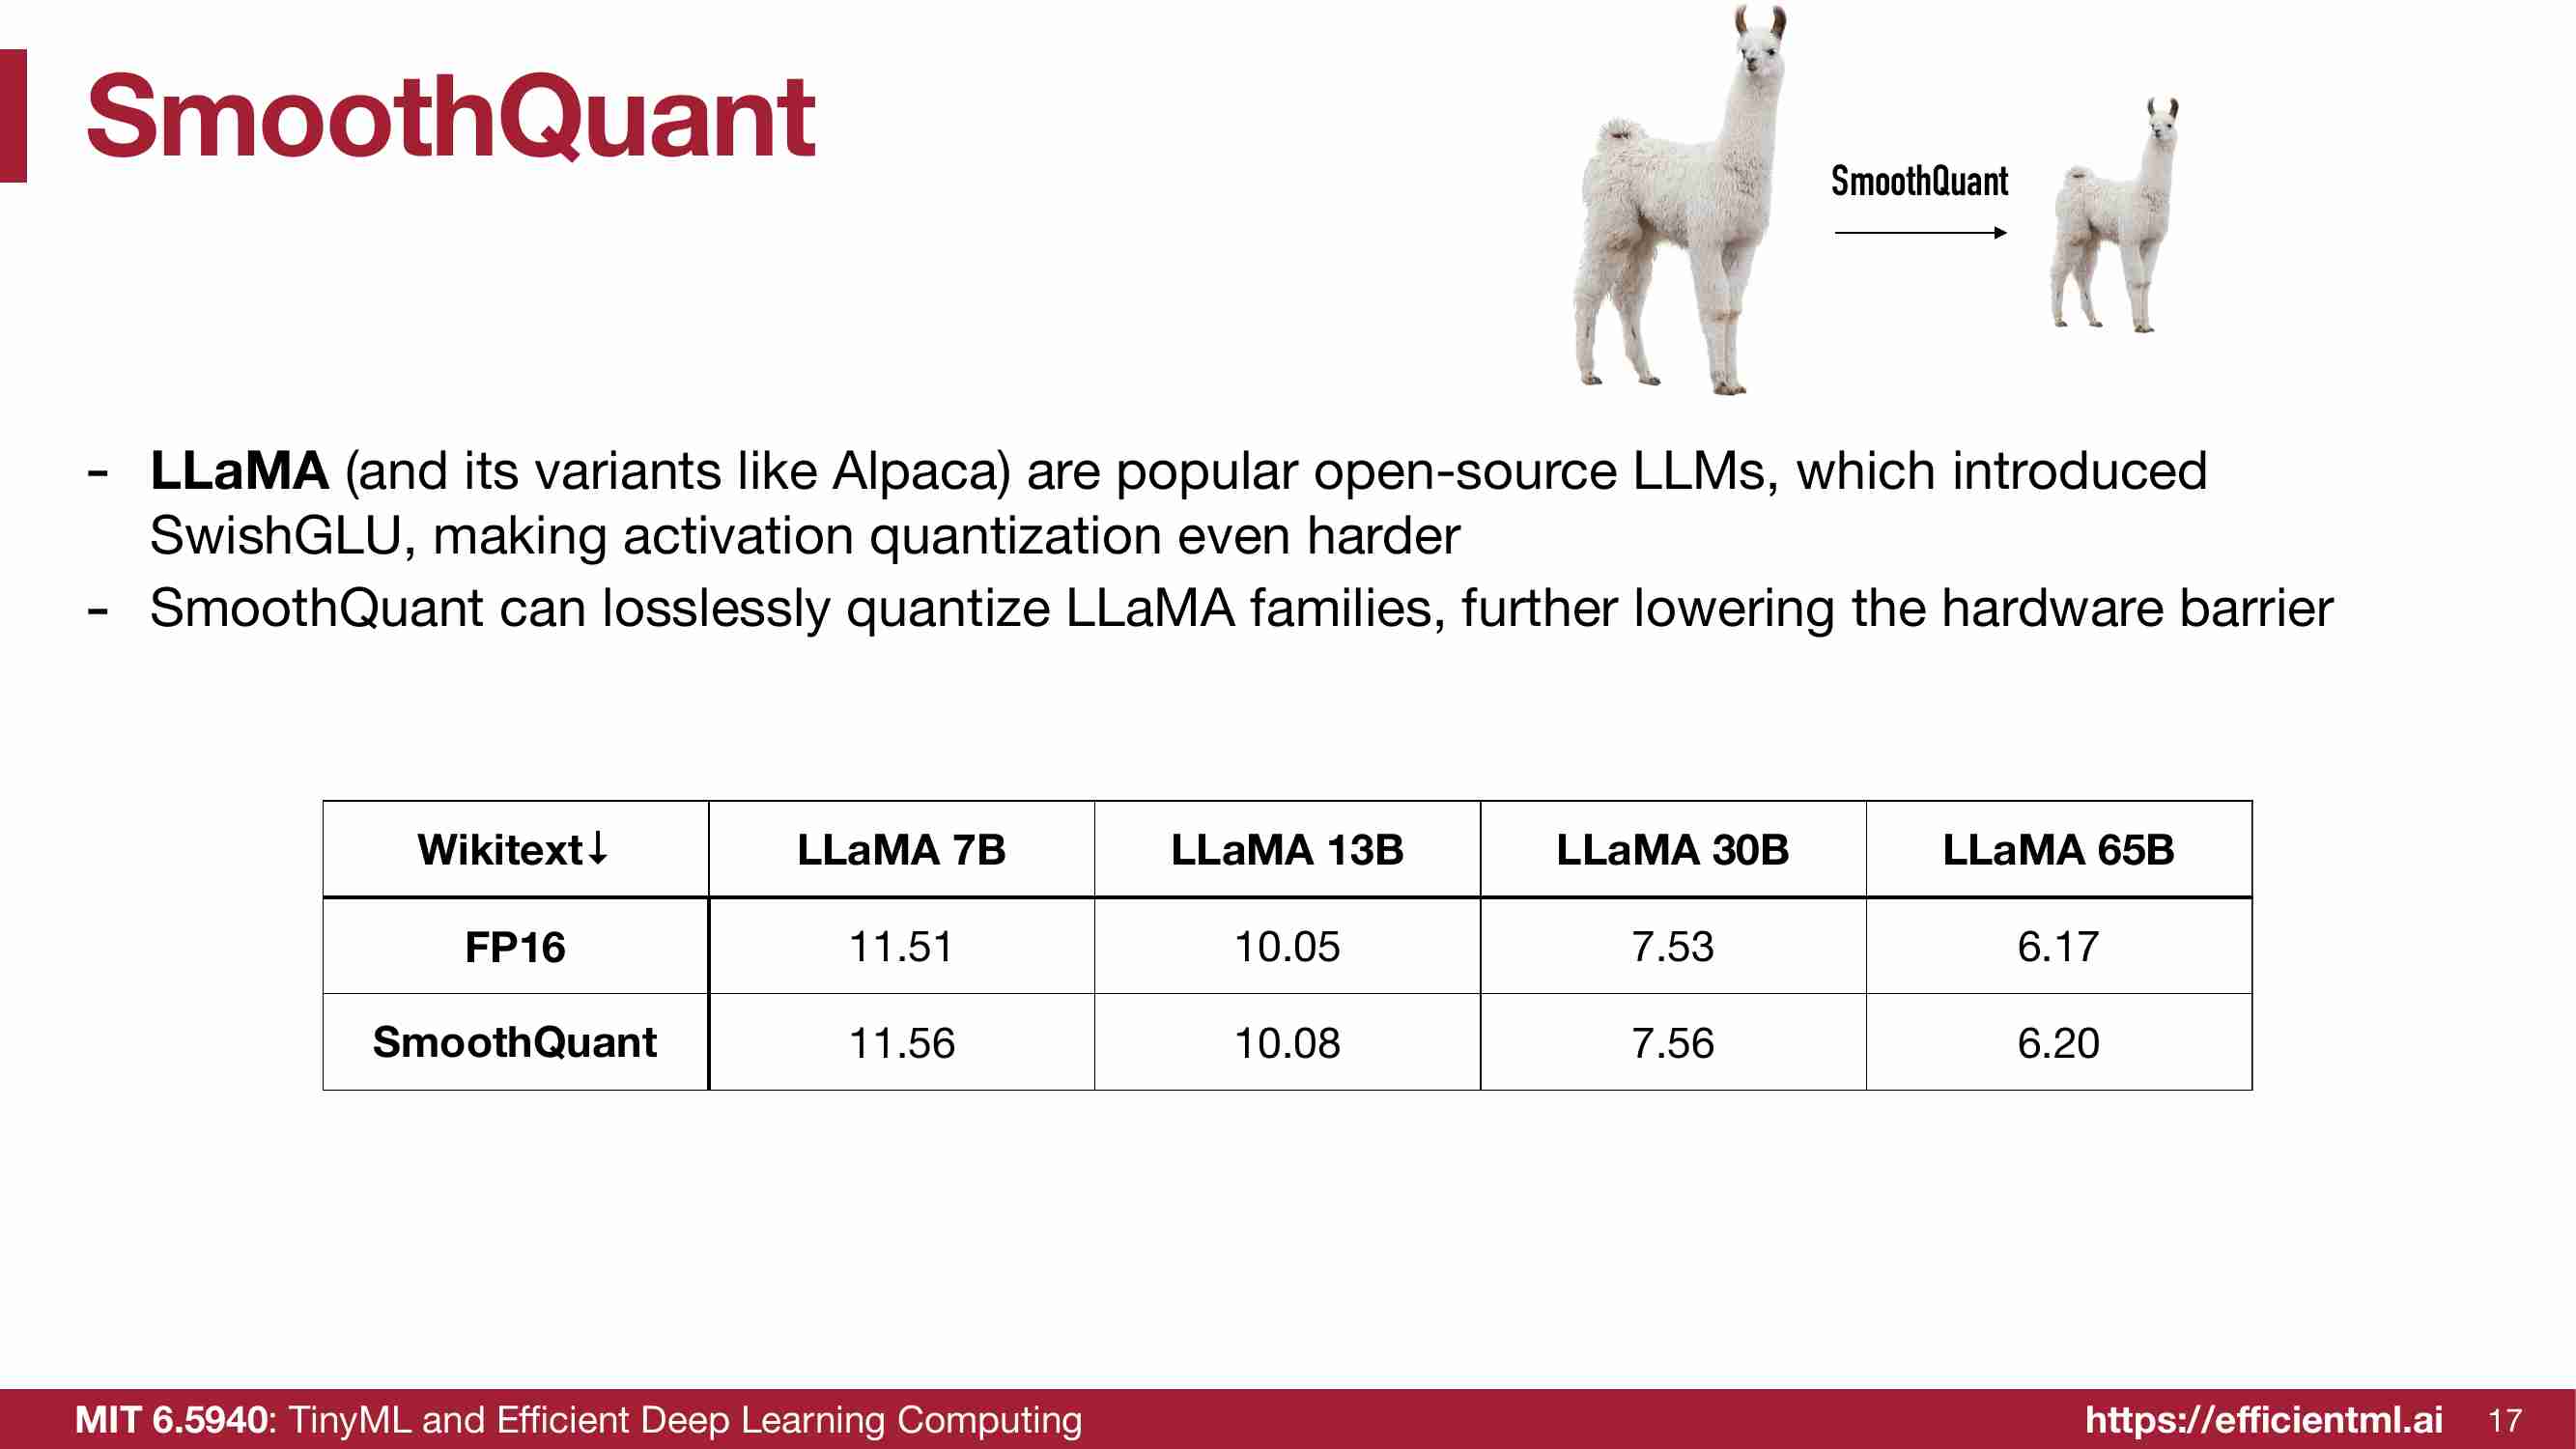 SmoothQuant
SmoothQuant
- LLaMA (and its variants like Alpaca) are popular open-source LLMs, which introduced
SwishGLU, making activation quantization even harder
- SmoothQuant can losslessly quantize LLaMA families, further lowering the hardware barrier
Wikitext↓ LLaMA 7B LLaMA 13B LLaMA 30B LLaMA 65B
FP16 11.51 10.05 7.53 6.17
SmoothQuant 11.56 10.08 7.56 6.20
MIT 6.5940: TinyML and Efficient Deep Learning Computing https://efficientml.ai 17